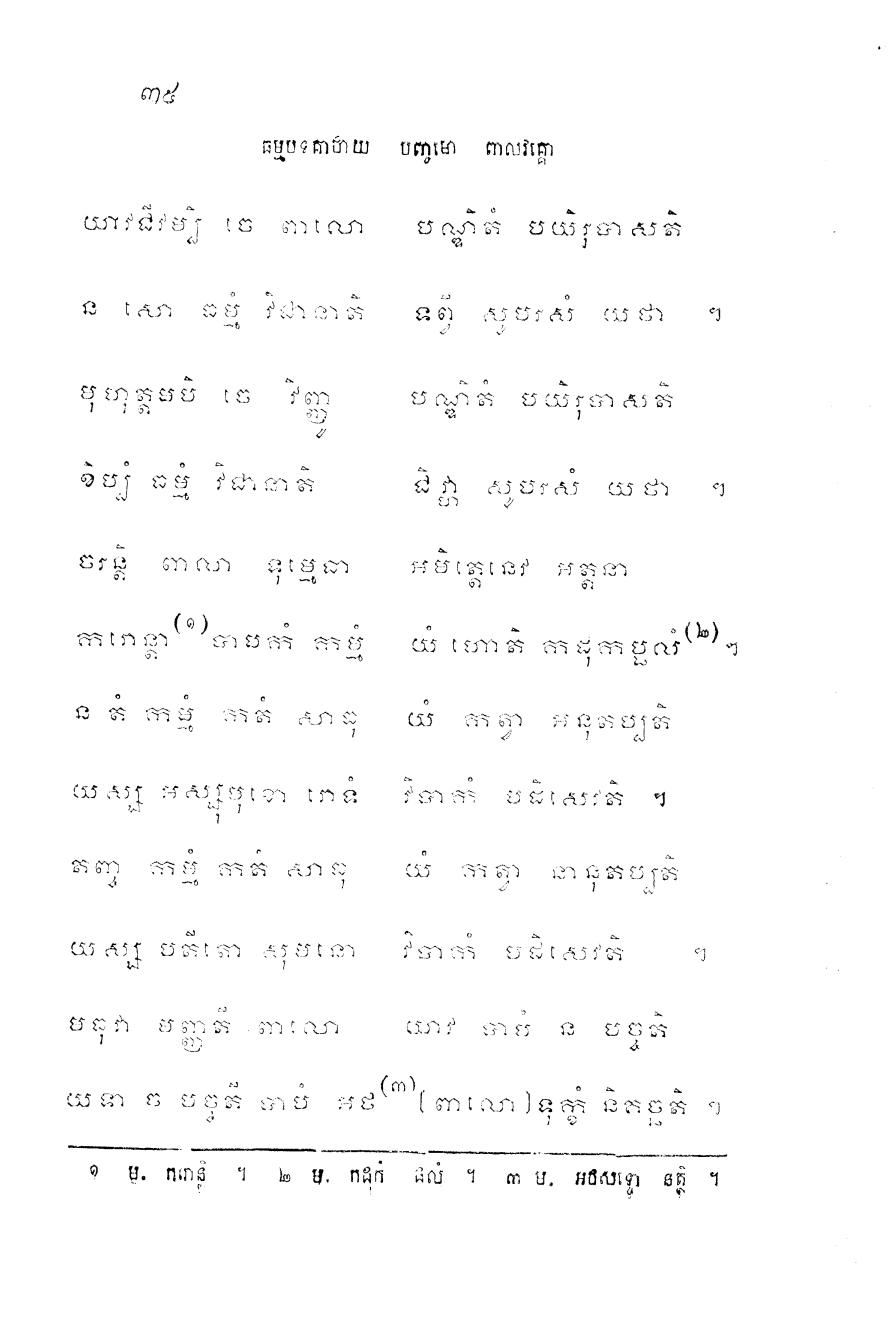 ៣៥
ធម្មបទគាថាយ បញ្ចមោ ពាលវគ្គោ
យាវជីវម្បិ ចេ ពាលោ បណ្ឌិតំ បយិរុបាសតិ
ន សោ ធម្មំ វិជានាតិ ទព្វី សូបរសំ យថា ។
មុហុត្តមបិ ចេ វិញ្ញូ បណ្ឌិតំ បយិរុបាសតិ
ខិប្បំ ធម្មំ វិជានាតិ ជិវ្ហា សូបរសំ យថា ។
ចរន្តិ ពាលា ទុម្មេធា អមិត្តេនេវ អត្តនា
ករោន្តា(១)បាបកំ កម្មំ យំ ហោតិ កដុកប្ផលំ(២)។
ន តំ កម្មំ កតំ សាធុ យំ កត្វា អនុតប្បតិ
យស្ស អស្សុមុខោ រោទំ វិបាកំ បដិសេវតិ ។
តញ្ច កម្មំ កតំ សាធុ យំ កត្វា នានុតប្បតិ
យស្ស បតីតោ សុមនោ វិបាកំ បដិសេវតិ ។
មធុវា មញ្ញតី ពាលោ យាវ បាបំ ន បច្ចតិ
យទា ច បច្ចតី បាបំ អថ(៣)(ពាលោ)ទុក្ខំ និគច្ឆតិ ។
១ ម. ករោន្តិ ។ ២ ម. កដុកំ ផលំ ។ ៣ ប. អថសទ្ទោ នត្ថិ ។